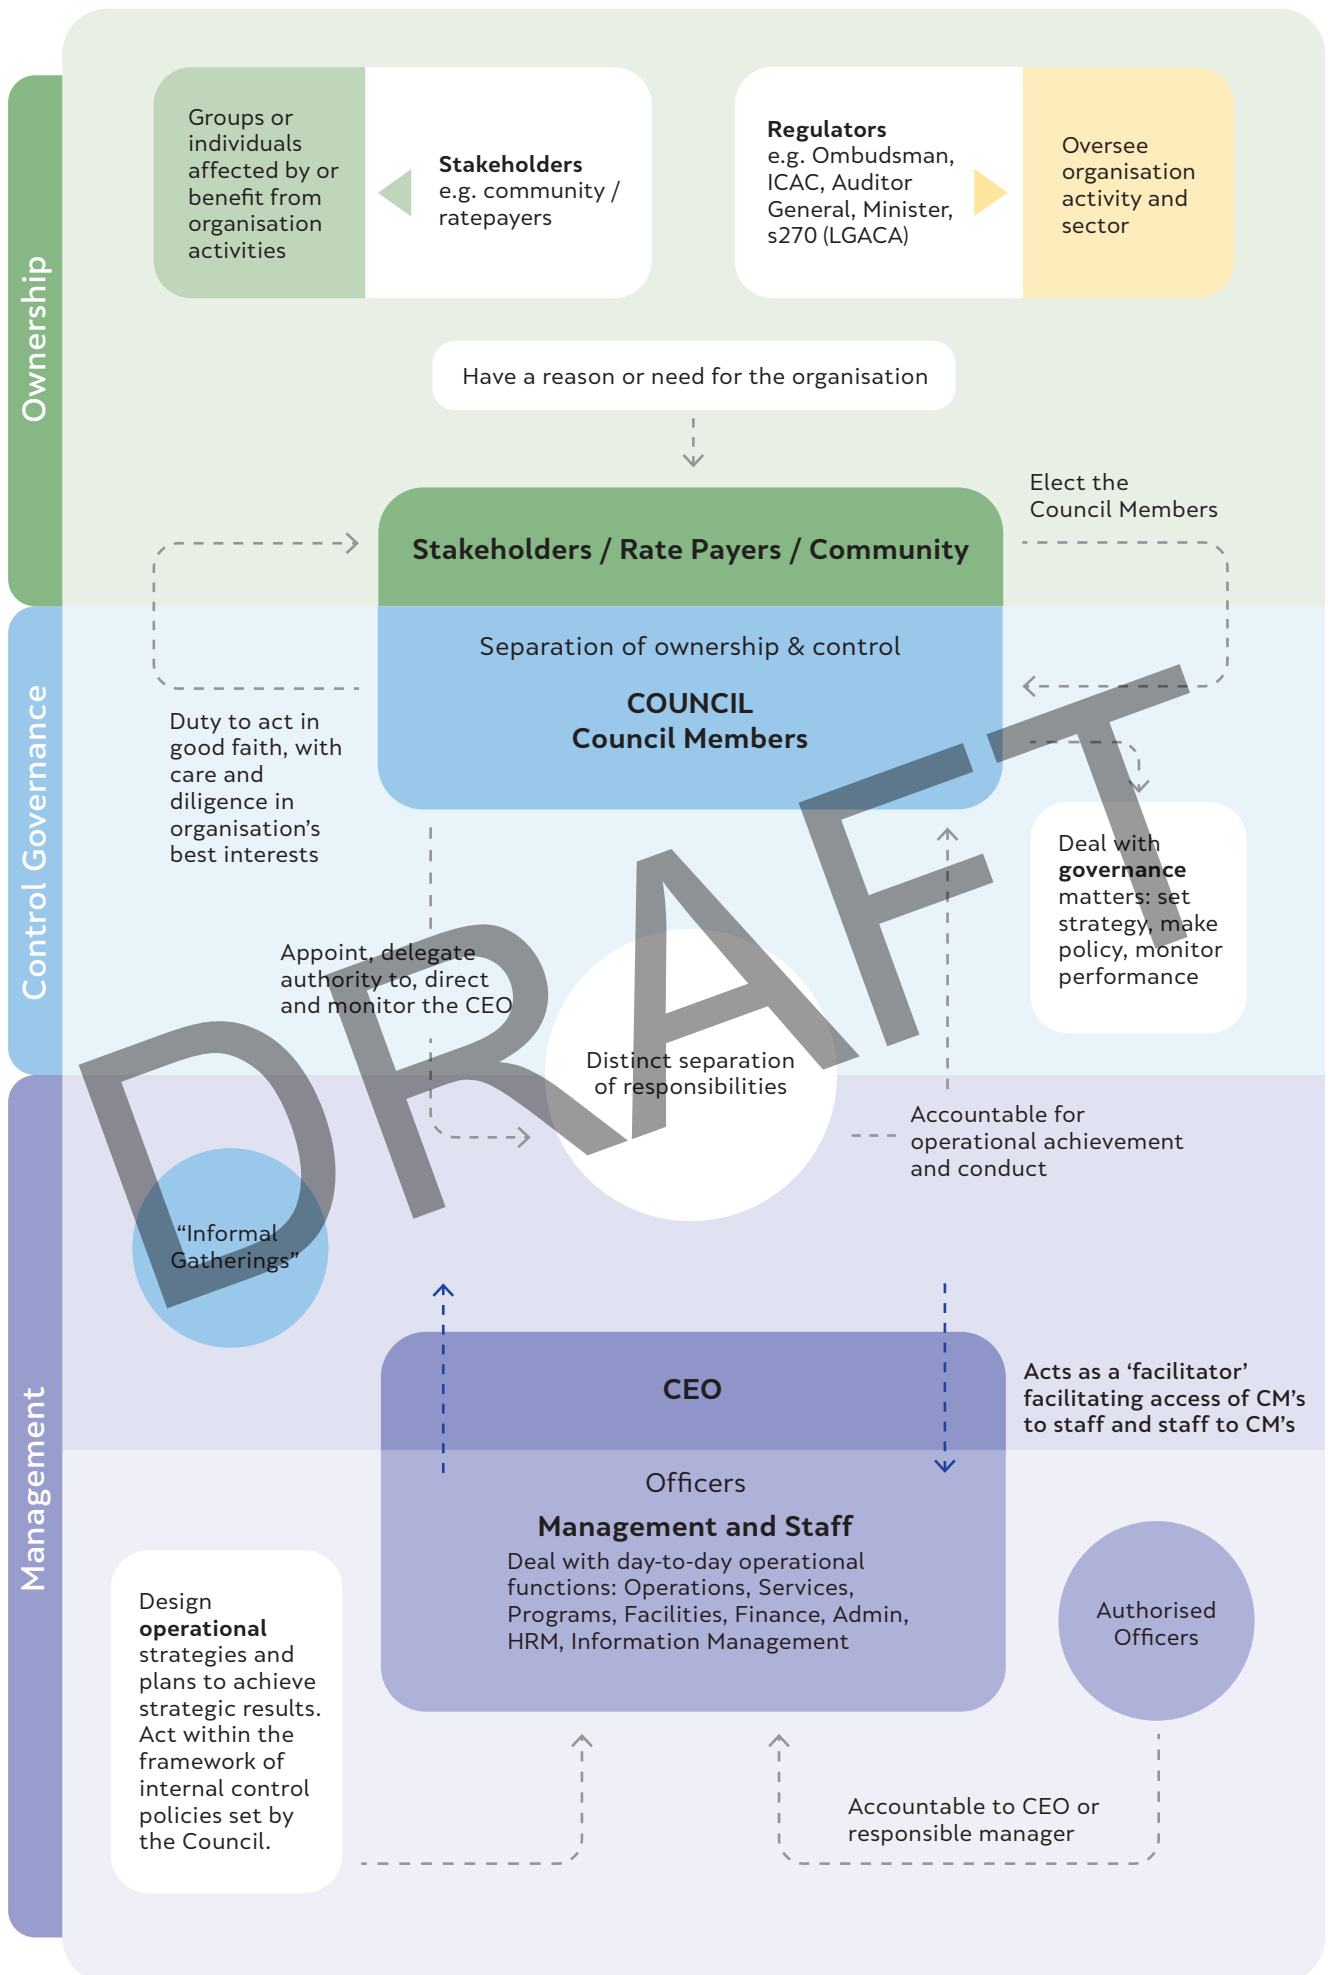 Ownership
Groups or
individuals
affected by or
benefit from
organisation
activities
Stakeholders
e.g. community /
ratepayers
Regulators
e.g. Ombudsman,
ICAC, Auditor
General, Minister,
s270 (LGACA)
Oversee
organisation
activity and
sector
Have a reason or need for the organisation
Stakeholders / Rate Payers / Community
Elect the
Council Members
Control Governance
Separation of ownership & control
COUNCIL
Council Members
Duty to act in
good faith, with
care and
diligence in
organisation’s
best interests
Deal with
governance
matters: set
strategy, make
policy, monitor
performance
Appoint, delegate
authority to, direct
and monitor the CEO
Distinct separation
of responsibilities
Accountable for
operational achievement
and conduct
DRAFT
Management
“Informal
Gatherings”
CEO
Acts as a ‘facilitator’
facilitating access of CM’s
to staff and staff to CM’s
Officers
Management and Staff
Deal with day-to-day operational
functions: Operations, Services,
Programs, Facilities, Finance, Admin,
HRM, Information Management
Design
operational
strategies and
plans to achieve
strategic results.
Act within the
framework of
internal control
policies set by
the Council.
Authorised
Officers
Accountable to CEO or
responsible manager